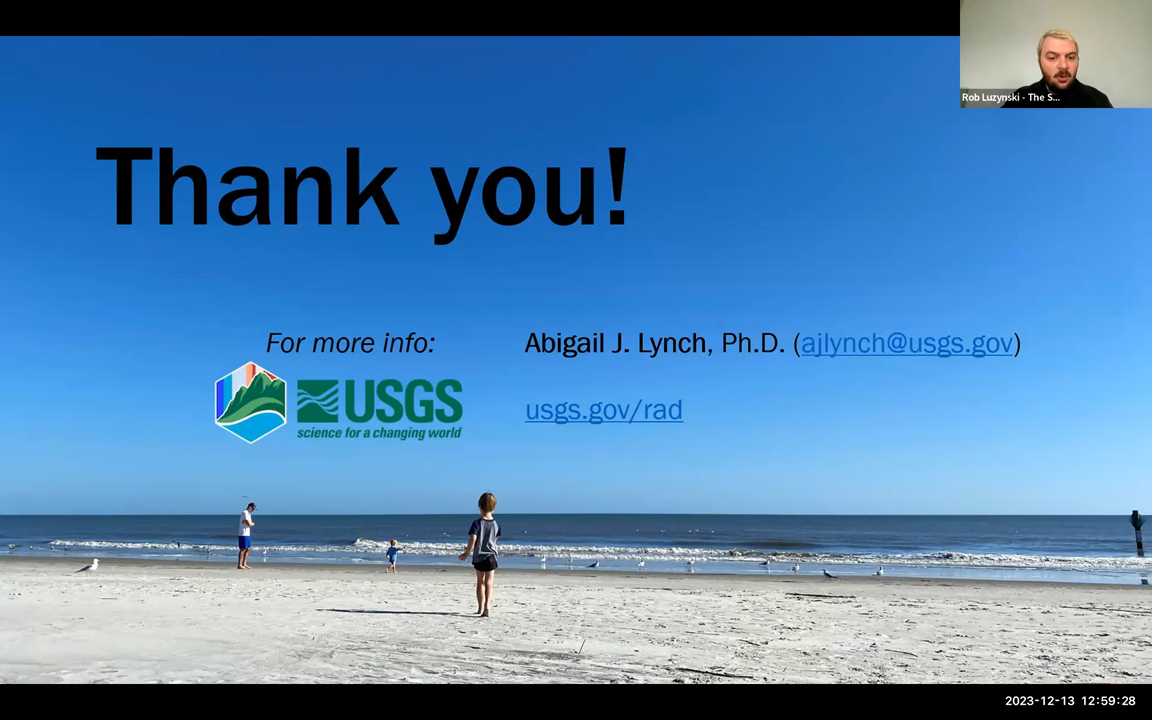 Rob Luzynski - The S...
Thank you!
For more info:
Abigail J. Lynch, Ph.D. (ajlynch@usgs.gov)
USGS
science for a changing world
usgs.gov/rad
2023-12-13 12:59:28